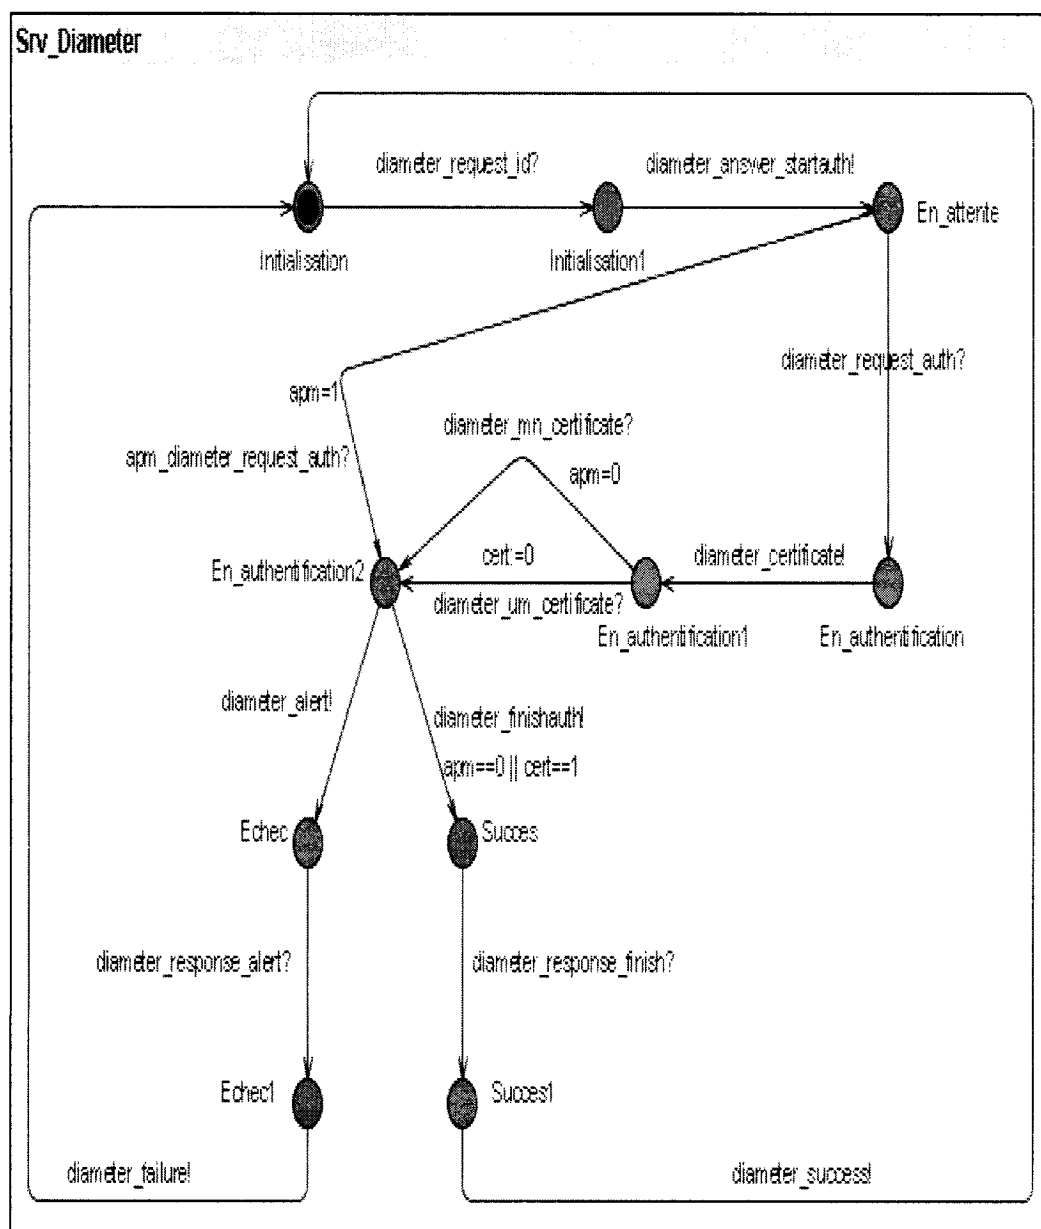 Srv_Diameter
diameter_request_id?
diameter_answer_startauth!
Initialisation
Initialisation1
En_attente
diameter_request_auth?
apm=1
diameter_mn_certificate?
apm_diameter_request_auth?
apm=0
En_authentification2
cert:=0
diameter_certificate!
diameter_um_certificate?
En_authentification1
En_authentification
diameter_alert!
diameter_finishauth!
apm==0 || cert==1
Echec
Succes
diameter_response_alert?
diameter_response_finish?
Echec1
Succes1
diameter_failure!
diameter_success!